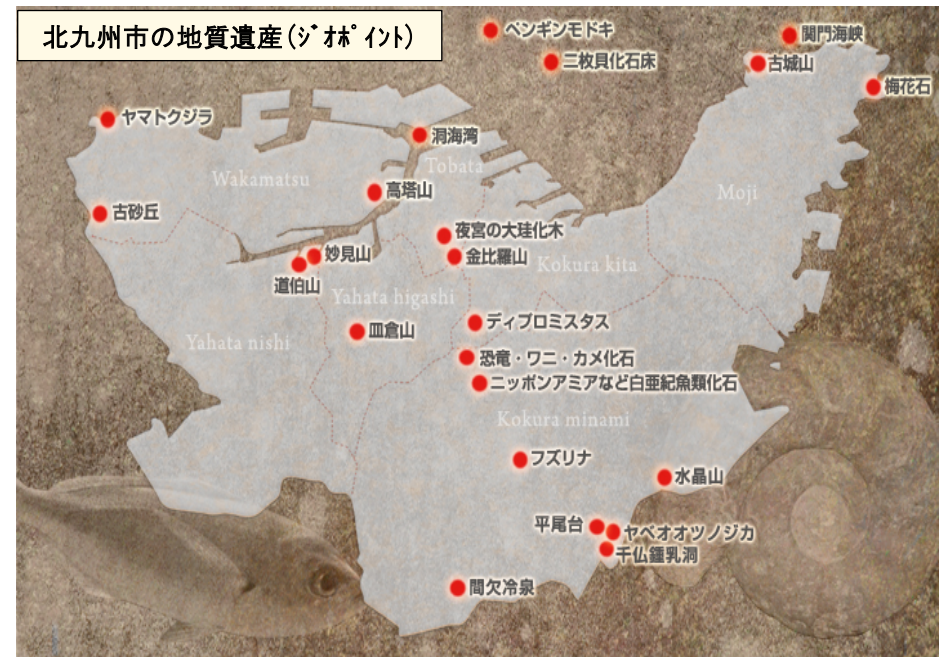 北九州市の地質遺産(ｼﾞｵﾎﾟｲﾝﾄ)
ペンギンモドキ
関門海峡
二枚貝化石床
古城山
梅花石
ヤマトクジラ
洞海湾
Tobata
Wakamatsu
高塔山
Moji
古砂丘
夜宮の大珪化木
妙見山
金比羅山
Kokura kita
道伯山
Yahata higashi
ディプロミスタス
皿倉山
Yahata nishi
恐竜・ワニ・カメ化石
ニッポンアミアなど白亜紀魚類化石
Kokura minami
フズリナ
水晶山
平尾台
ヤベオオツノジカ
千仏鍾乳洞
間欠冷泉